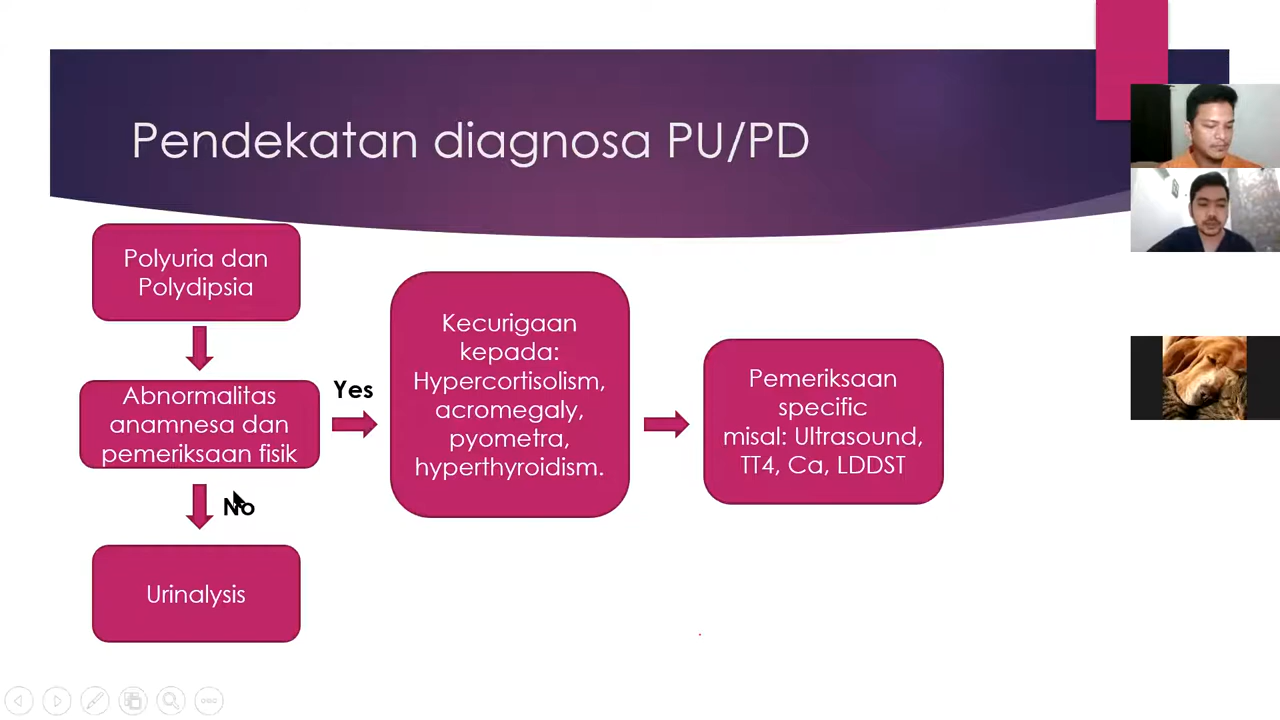 Pendekatan diagnosa PU/PD
Polyuria dan
Polydipsia
Abnormalitas
anamnesa dan
pemeriksaan fisik
Yes
Kecurigaan
kepada:
Hypercortisolism,
acromegaly,
pyometra,
hyperthyroidism.
Pemeriksaan
specific
misal: Ultrasound,
TT4, Ca, LDDST
No
Urinalysis